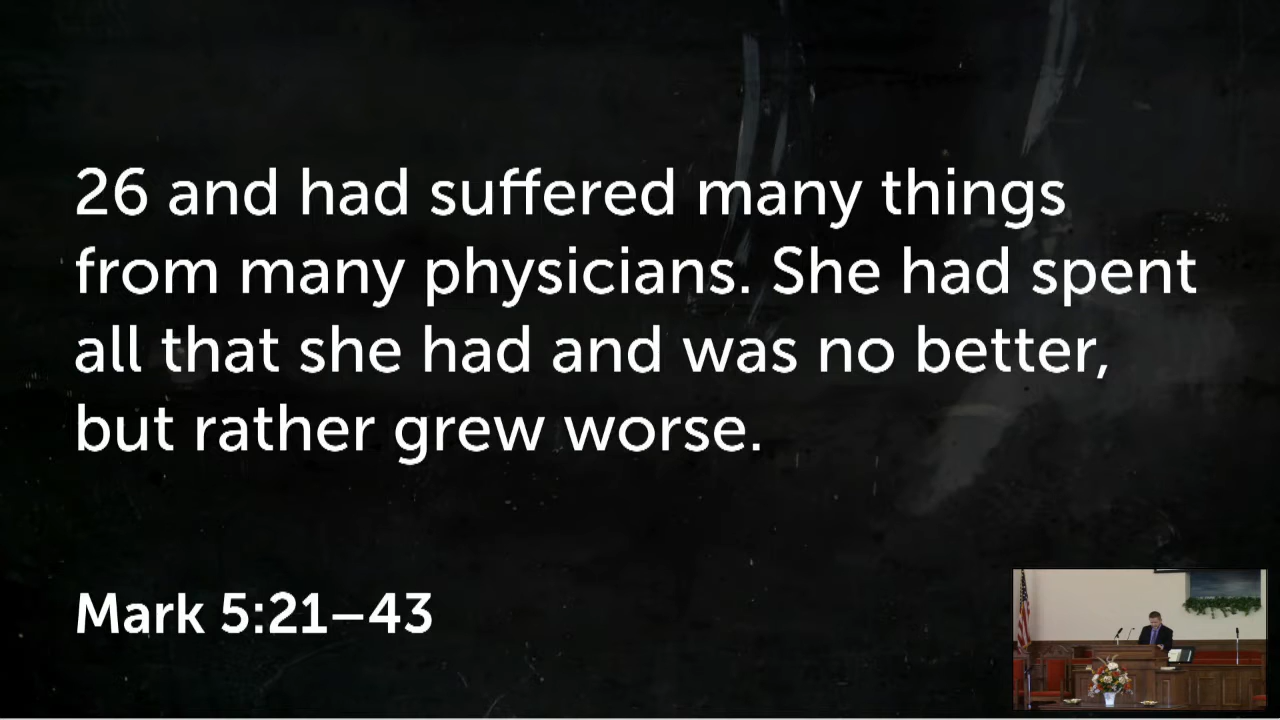 26 and had suffered many things
from many physicians. She had spent
all that she had and was no better,
but rather grew worse.
Mark 5:21–43